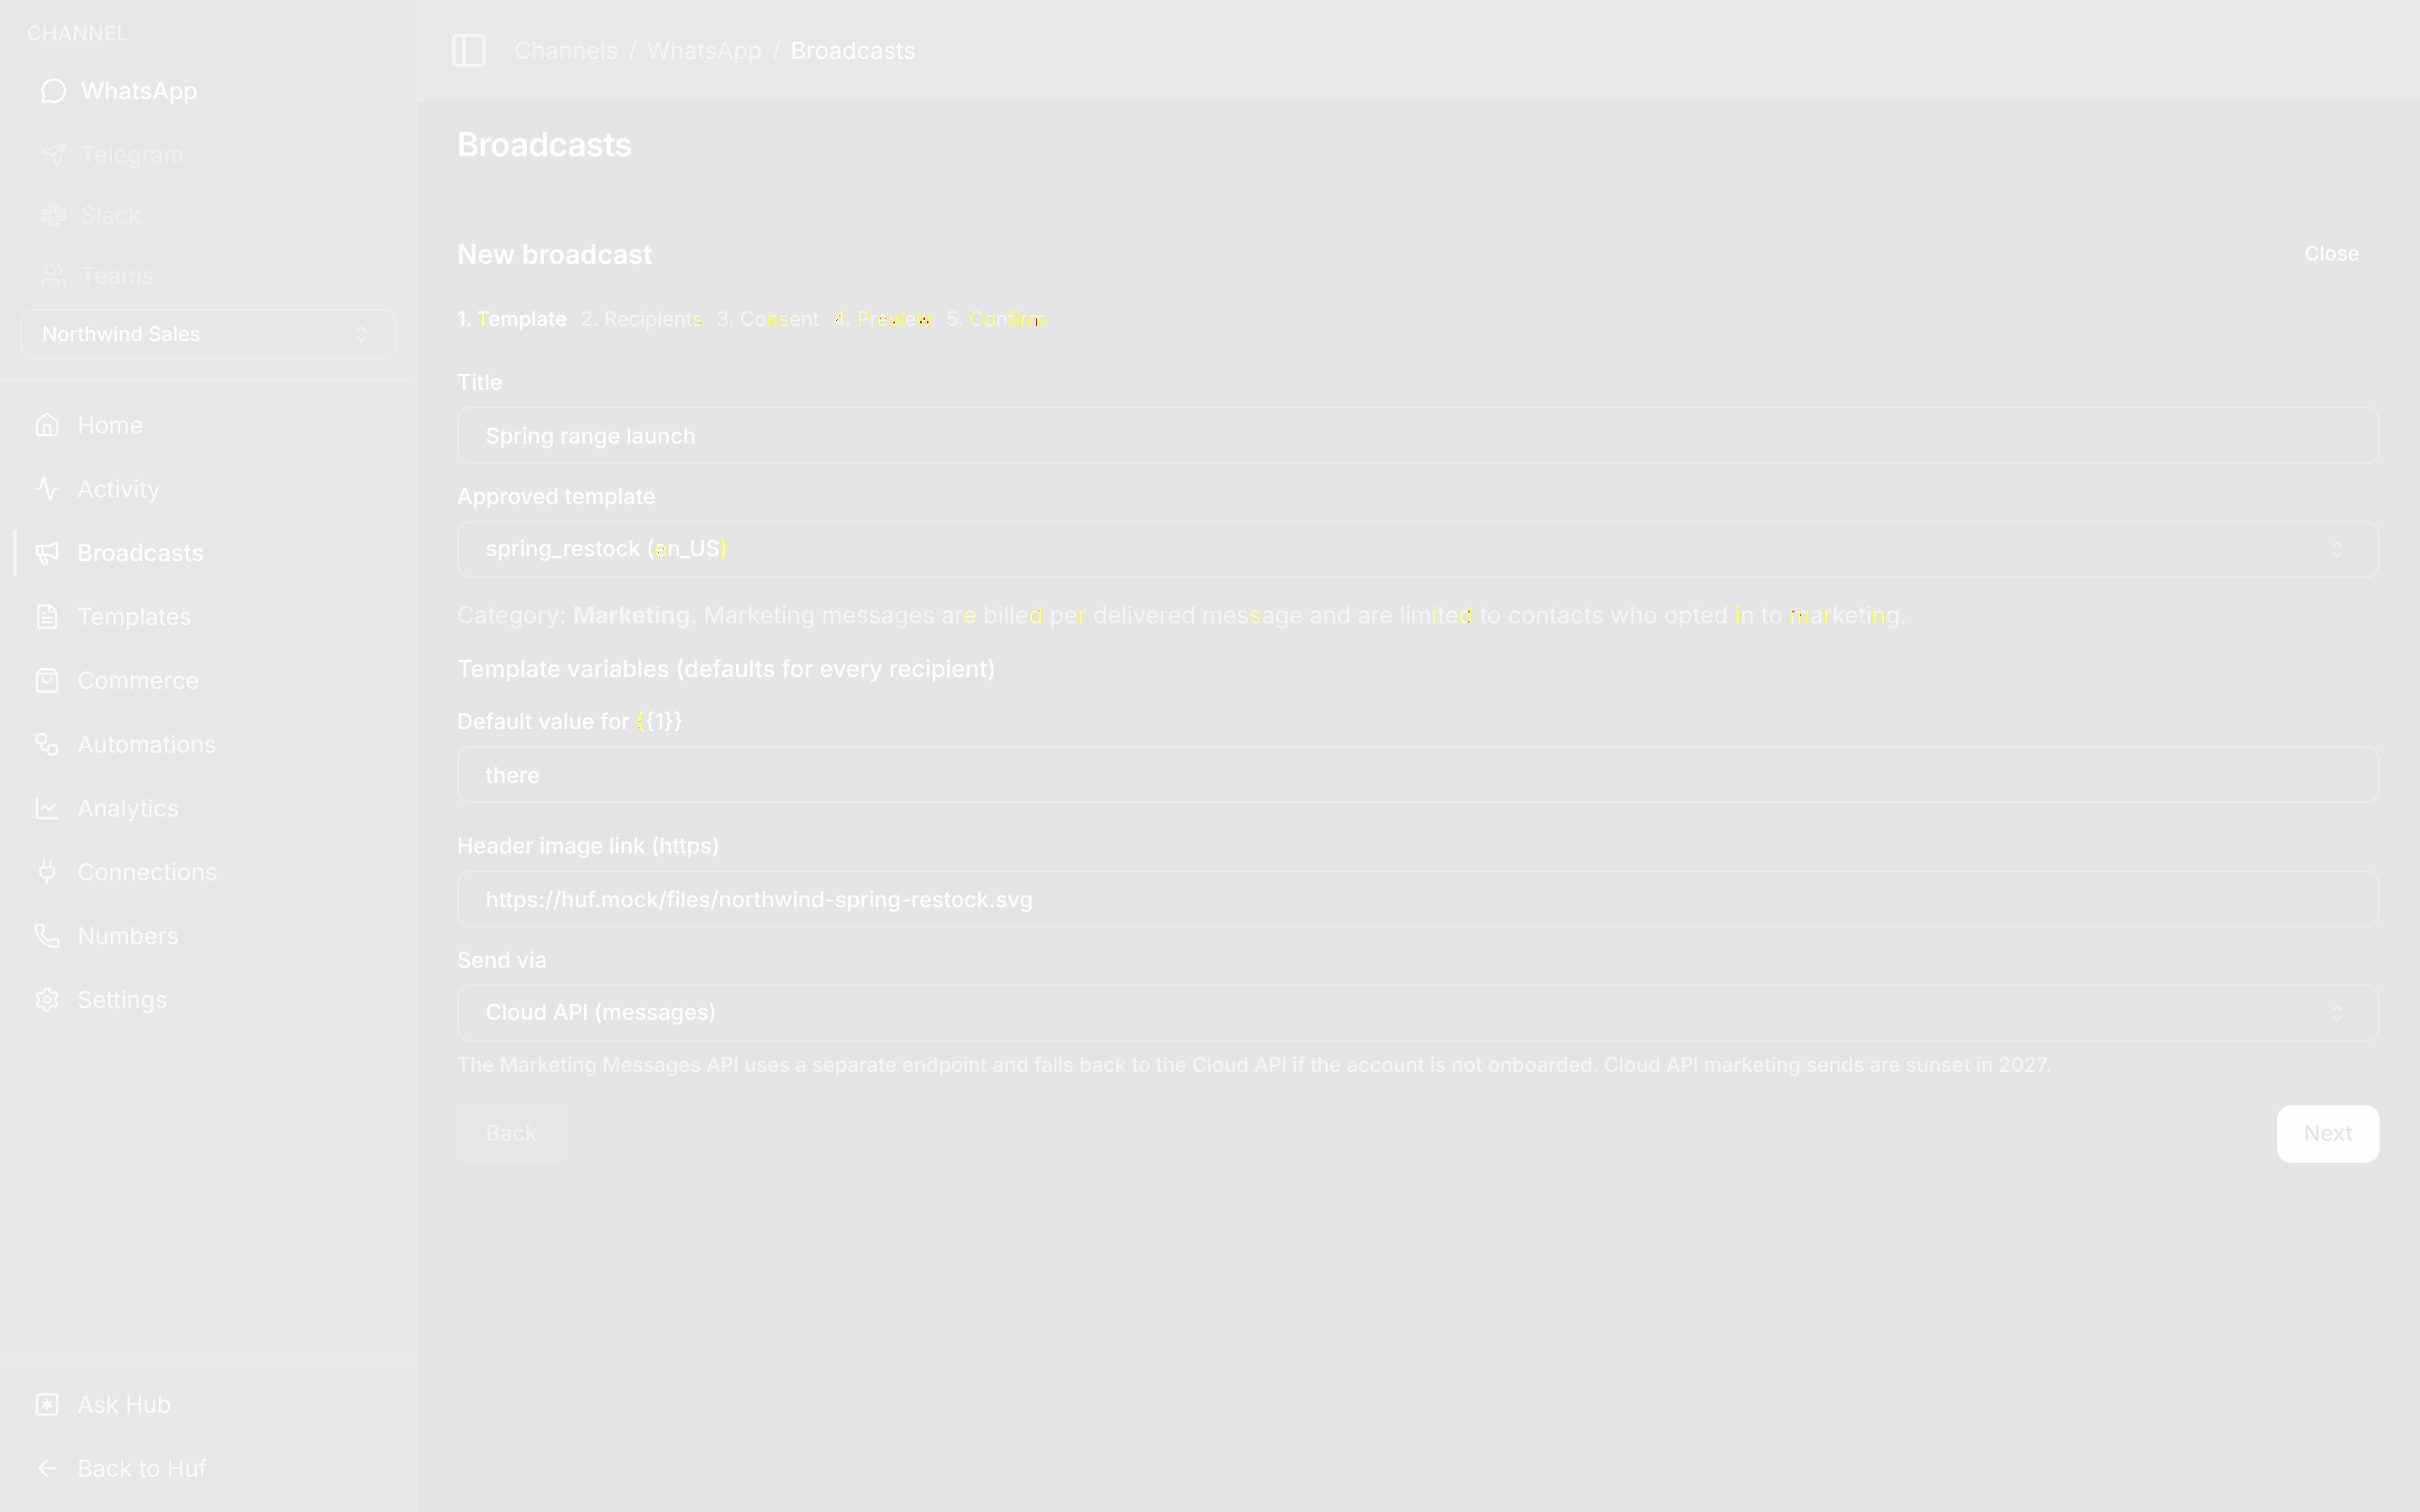 CHANNEL
WhatsApp
Telegram
Slack
Teams
Northwind Sales
Home
Activity
Broadcasts
Templates
Commerce
Automations
Analytics
Connections
Numbers
Settings
Ask Hub
Back to Huf
Channels / WhatsApp / Broadcasts
Broadcasts
New broadcast
Close
1. Template 2. Recipients 3. Consent 4. Preview 5. Confirm
Title
Spring range launch
Approved template
spring_restock (en_US)
Category: Marketing. Marketing messages are billed per delivered message and are limited to contacts who opted in to marketing.
Template variables (defaults for every recipient)
Default value for {{1}}
there
Header image link (https)
https://huf.mock/files/northwind-spring-restock.svg
Send via
Cloud API (messages)
The Marketing Messages API uses a separate endpoint and falls back to the Cloud API if the account is not onboarded. Cloud API marketing sends are sunset in 2027.
Back
Next